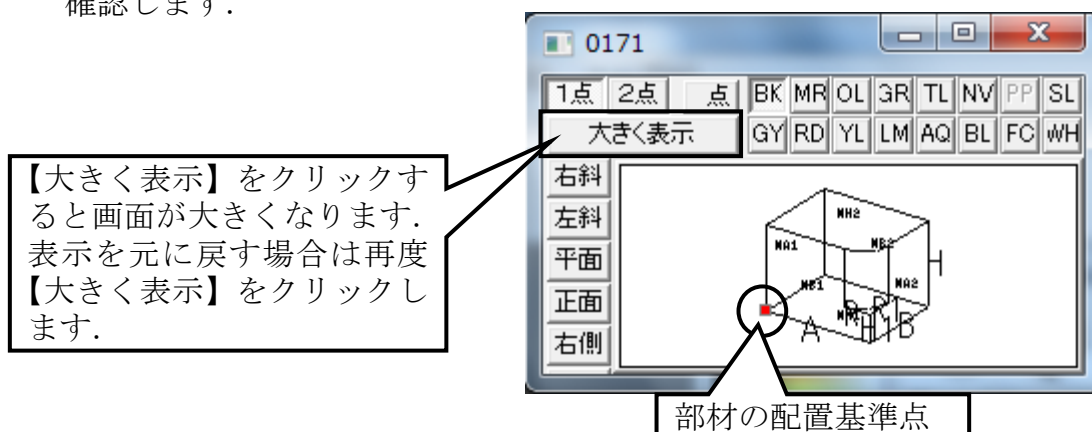 確認します．
0171
1点 2点 点 BK MR OL GR TL NV PP SL
大きく表示 GY RD YL LM AQ BL FC WH
【大きく表示】をクリックす
ると画面が大きくなります．
表示を元に戻す場合は再度
【大きく表示】をクリックし
ます．
右斜
左斜
平面
正面
右側
NH2
NA1
NB1
NA2
H
A
B
部材の配置基準点